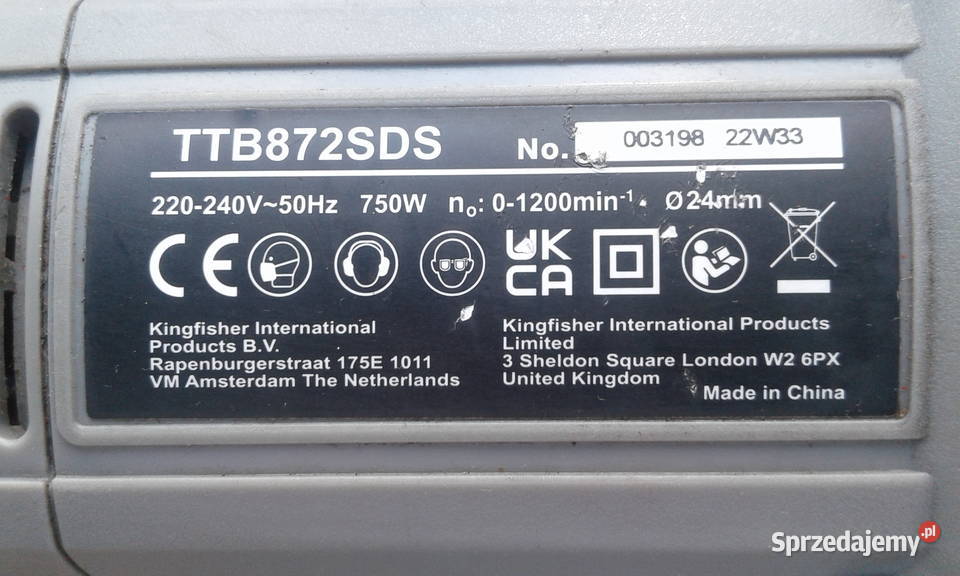 TTB872SDS No. 003198 22W33
220-240V~50Hz 750W n₀: 0-1200min⁻¹ Ø24mm
CE UK CA
Kingfisher International
Products B.V.
Rapenburgerstraat 175E 1011
VM Amsterdam The Netherlands
Kingfisher International Products
Limited
3 Sheldon Square London W2 6PX
United Kingdom
Made in China
Sprzedajemy.pl